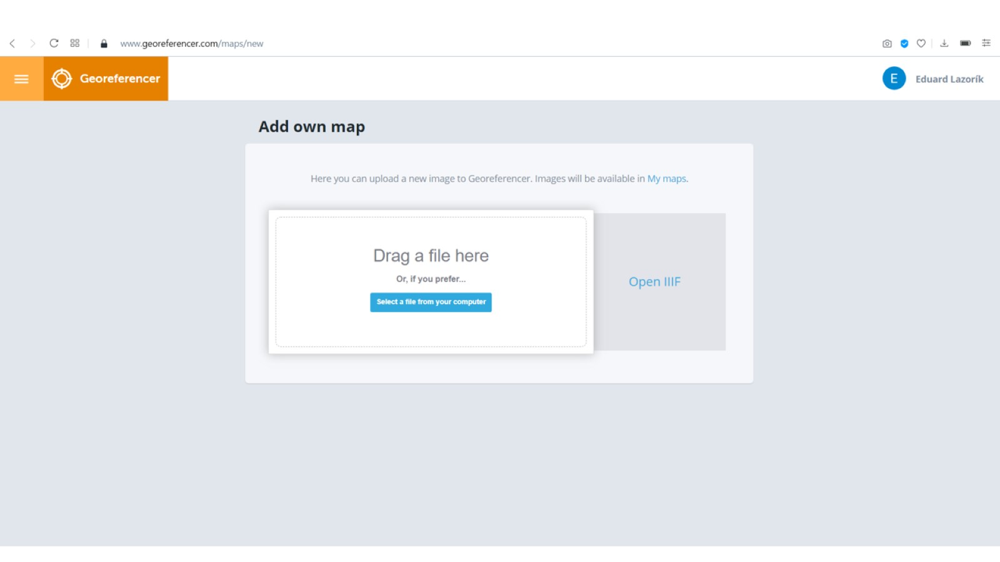 www.georeferencer.com/maps/new
Georeferencer
E
Eduard Lazorík
Add own map
Here you can upload a new image to Georeferencer. Images will be available in My maps.
Drag a file here
Or, if you prefer...
Select a file from your computer
Open IIIF